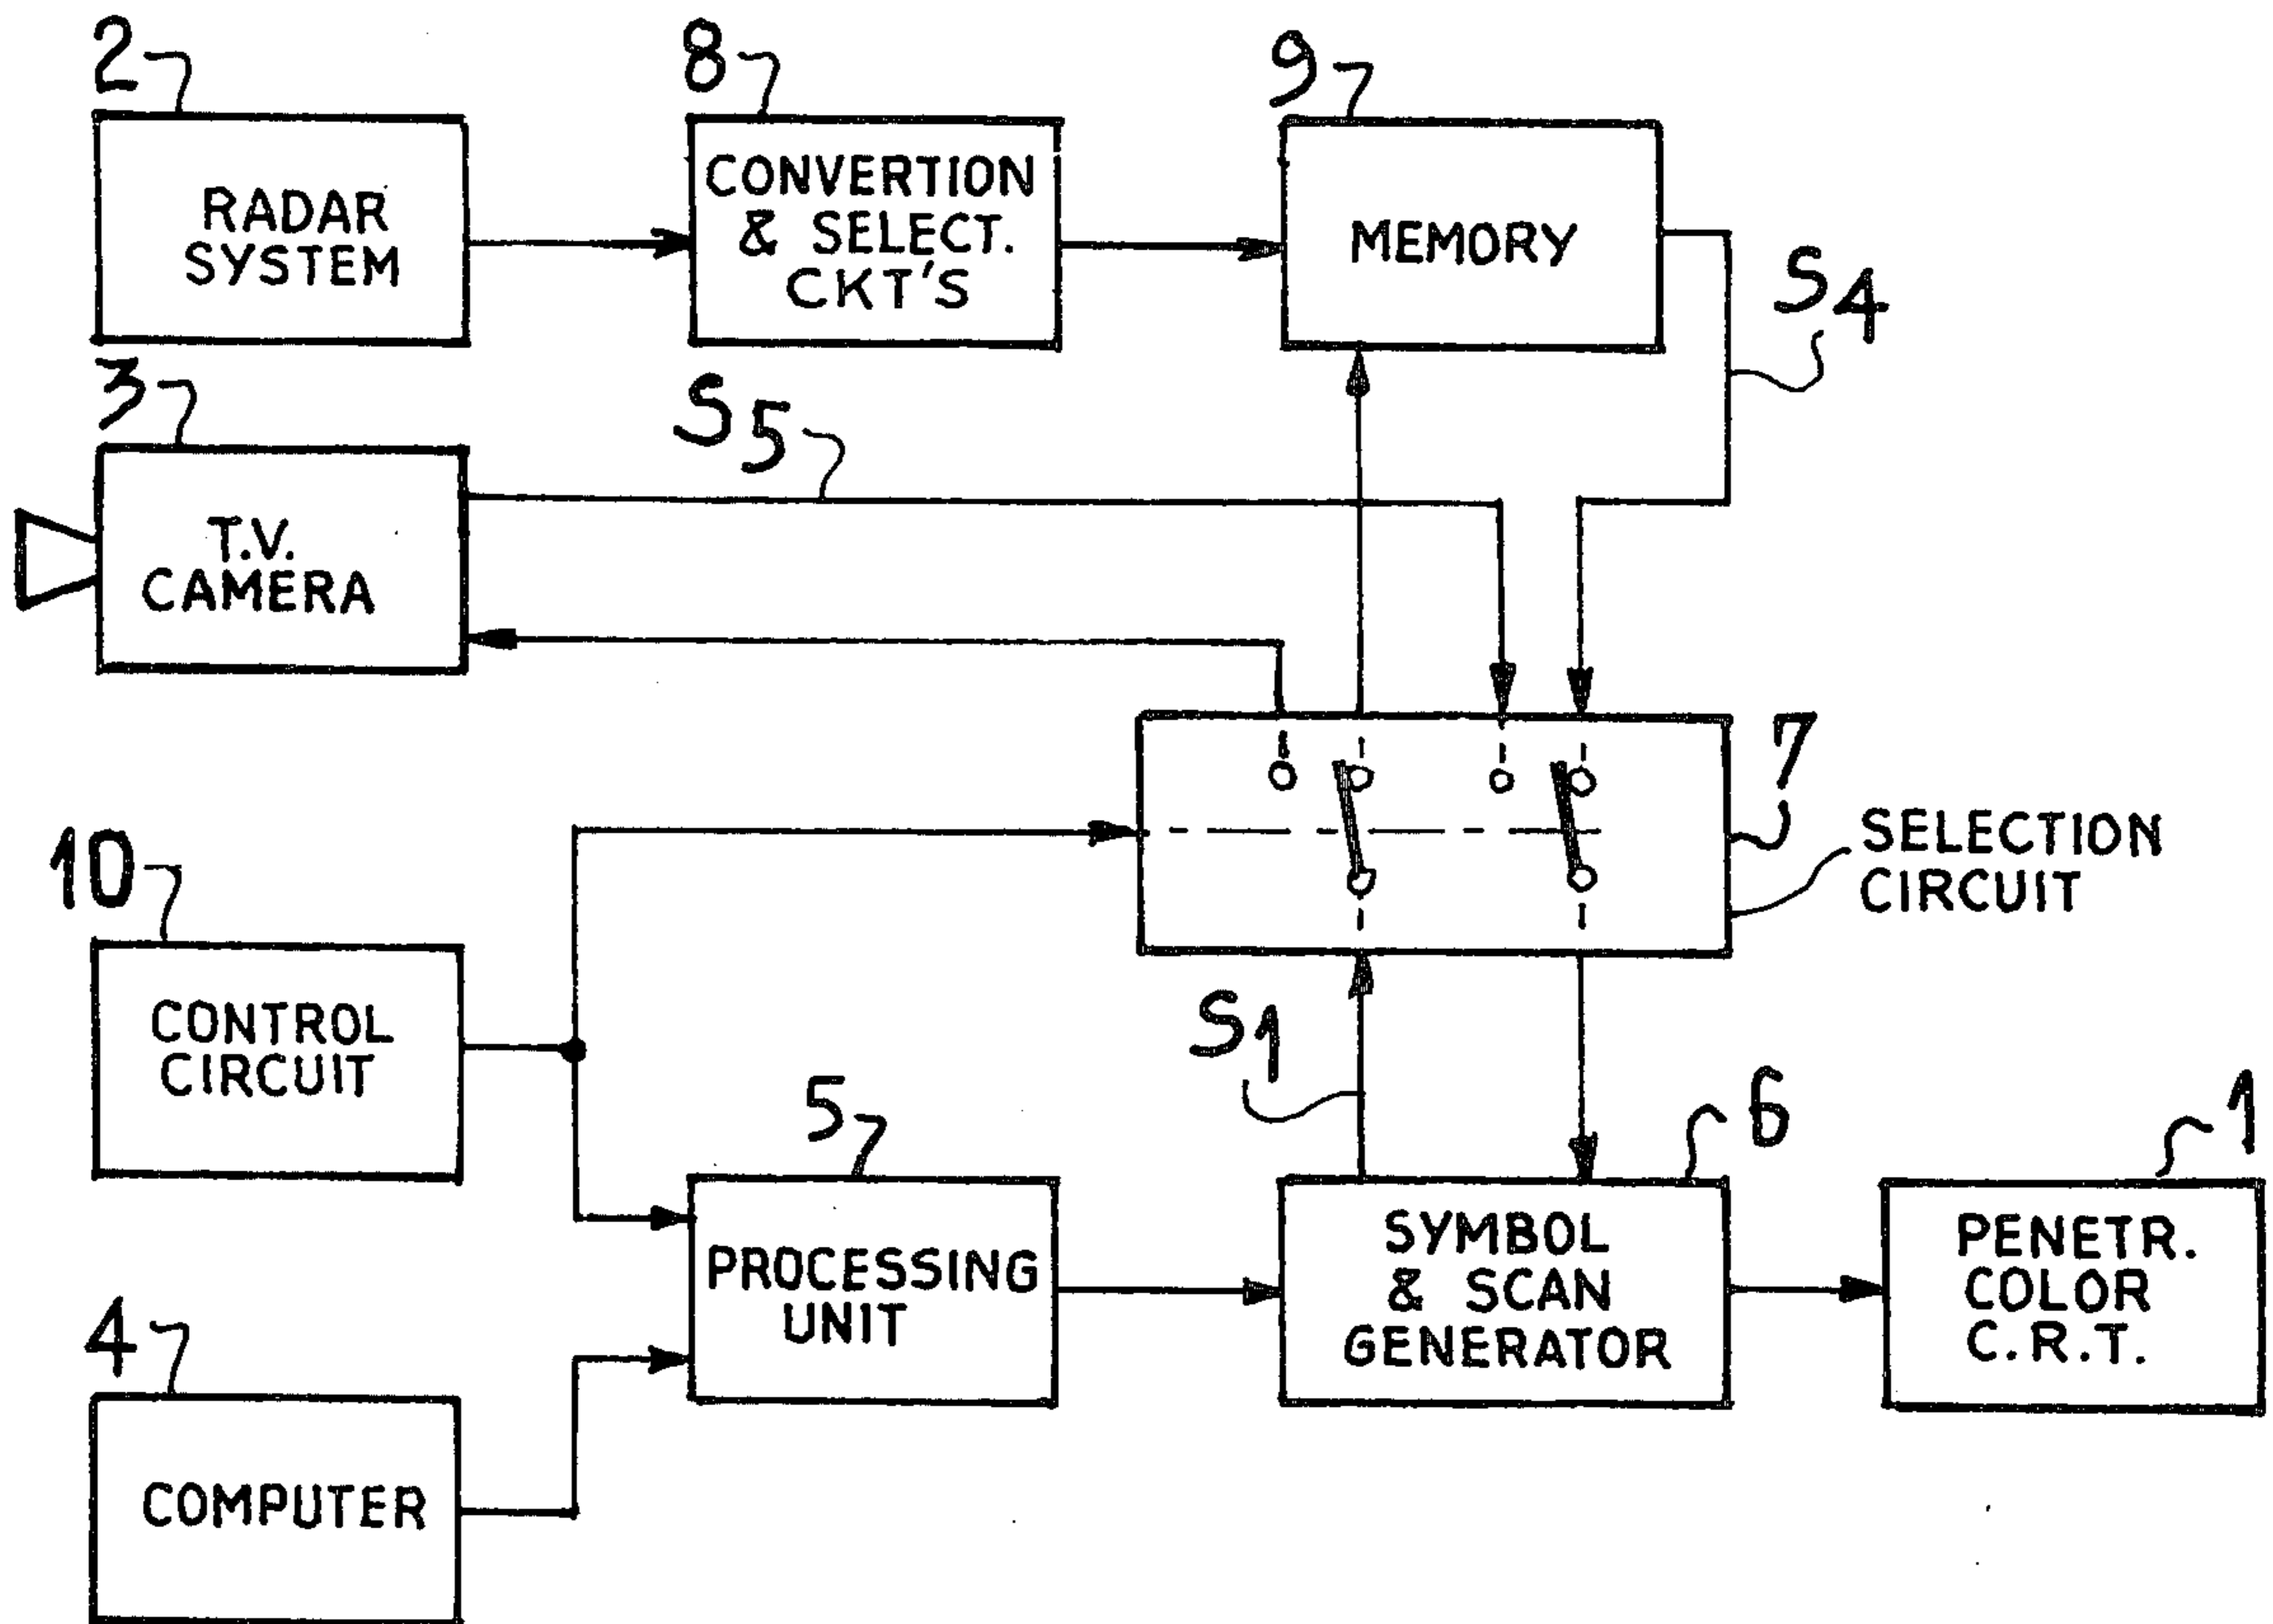 2
8
9
RADAR
SYSTEM
CONVERTION
& SELECT.
CKT'S
MEMORY
S4
3
S5
T.V.
CAMERA
7
SELECTION
CIRCUIT
10
CONTROL
CIRCUIT
S1
5
6
1
PROCESSING
UNIT
SYMBOL
& SCAN
GENERATOR
PENETR.
COLOR
C.R.T.
4
COMPUTER